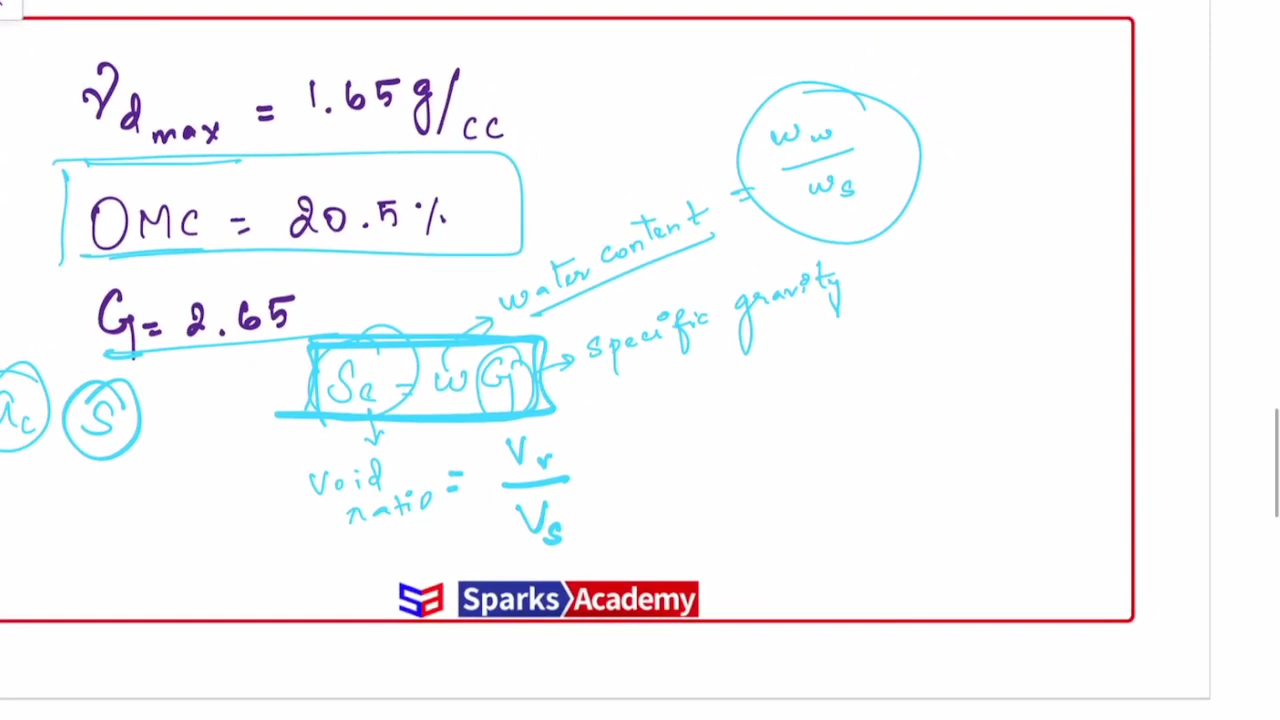 γd max = 1.65 g/cc
OMC = 20.5 %
water content = Ww/Ws
G = 2.65
Se = wG
specific gravity
ac
S
void ratio = Vv/Vs
Sparks Academy